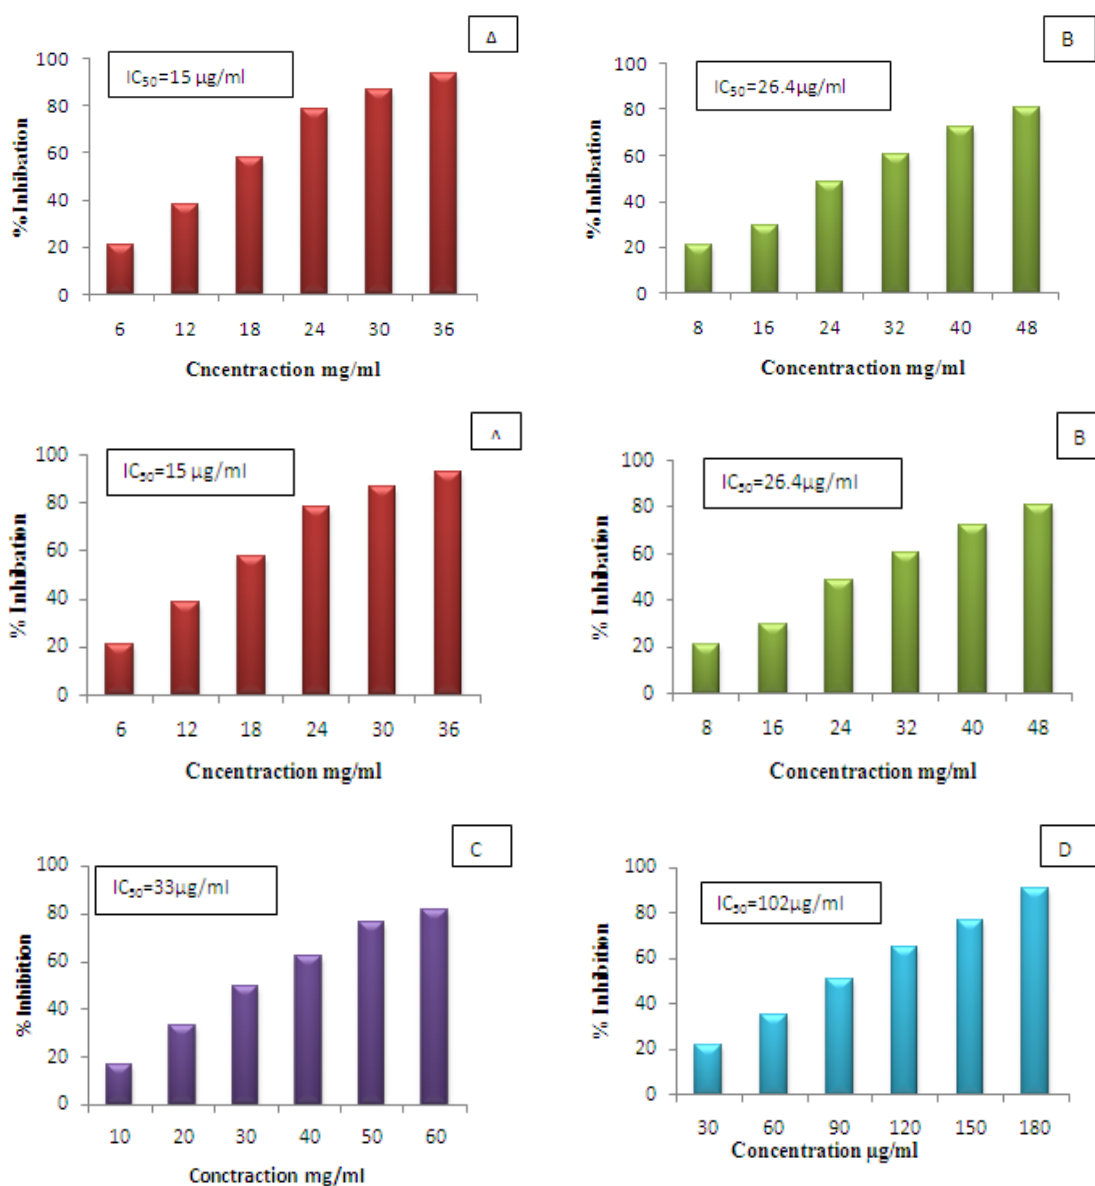 A
IC₅₀=15 µg/ml
% Inhibation
100
80
60
40
20
0
6 12 18 24 30 36
Cncentraction mg/ml
B
IC₅₀=26.4µg/ml
% Inhibation
100
80
60
40
20
0
8 16 24 32 40 48
Concentraction mg/ml
A
IC₅₀=15 µg/ml
% Inhibation
100
80
60
40
20
0
6 12 18 24 30 36
Cncentraction mg/ml
B
IC₅₀=26.4µg/ml
% Inhibation
100
80
60
40
20
0
8 16 24 32 40 48
Concentraction mg/ml
C
IC₅₀=33µg/ml
% Inhibition
100
80
60
40
20
0
10 20 30 40 50 60
Conctraction mg/ml
D
IC₅₀=102µg/ml
% Inhibition
100
80
60
40
20
0
30 60 90 120 150 180
Concentration µg/ml